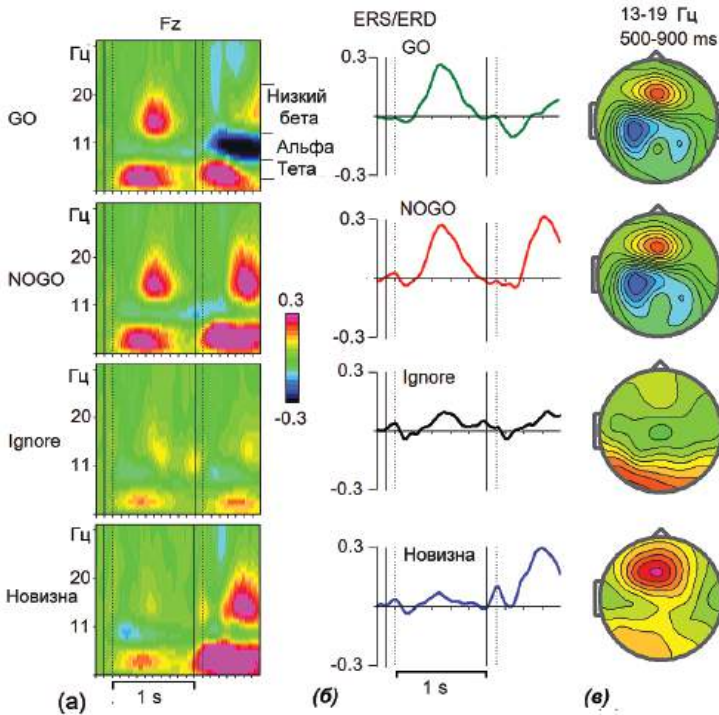 Fz
ERS/ERD
13-19 Гц
500-900 ms
Гц
20
11
GO
Низкий
бета
Альфа
Тета
0.3
-0.3
GO
Гц
20
11
NOGO
0.3
-0.3
0.3
-0.3
NOGO
Гц
20
11
Ignore
0.3
-0.3
Ignore
Гц
20
11
Новизна
0.3
-0.3
Новизна
1 s
1 s
(а)
(б)
(в)